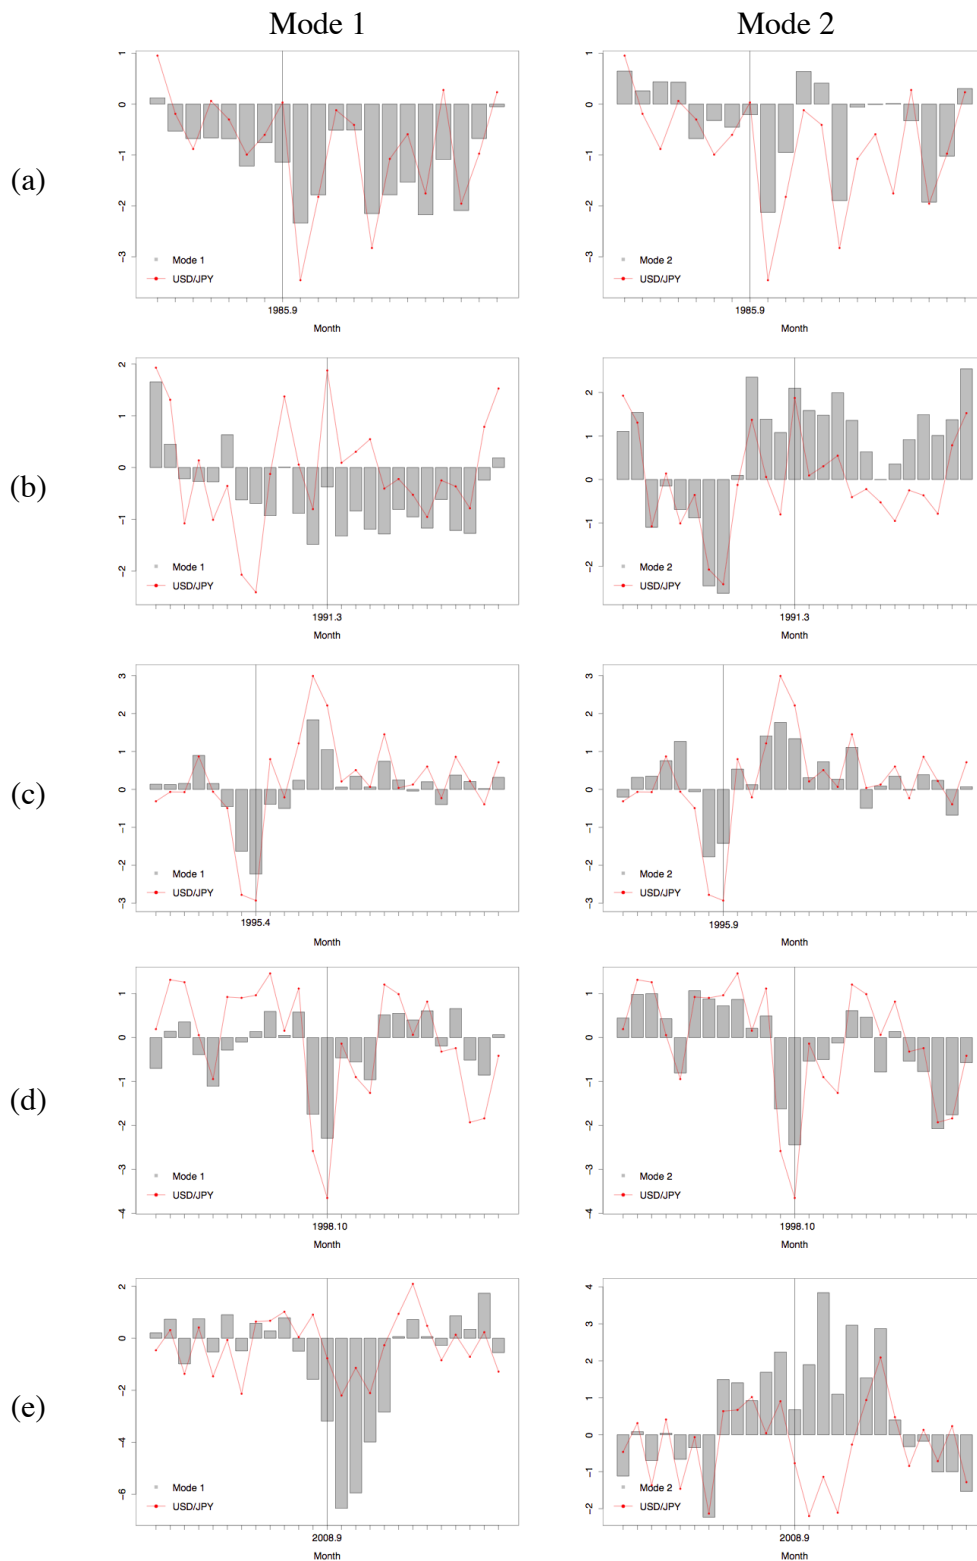 Mode 1
Mode 2
(a)
1
0
−1
−2
−3
Mode 1
USD/JPY
1985.9
Month
1
0
−1
−2
−3
Mode 2
USD/JPY
1985.9
Month
(b)
2
1
0
−1
−2
Mode 1
USD/JPY
1991.3
Month
2
1
0
−1
−2
Mode 2
USD/JPY
1991.3
Month
(c)
3
2
1
0
−1
−2
−3
Mode 1
USD/JPY
1995.4
Month
3
2
1
0
−1
−2
−3
Mode 2
USD/JPY
1995.9
Month
(d)
1
0
−1
−2
−3
−4
Mode 1
USD/JPY
1998.10
Month
1
0
−1
−2
−3
−4
Mode 2
USD/JPY
1998.10
Month
(e)
2
0
−2
−4
−6
Mode 1
USD/JPY
2008.9
Month
4
3
2
1
0
−1
−2
Mode 2
USD/JPY
2008.9
Month